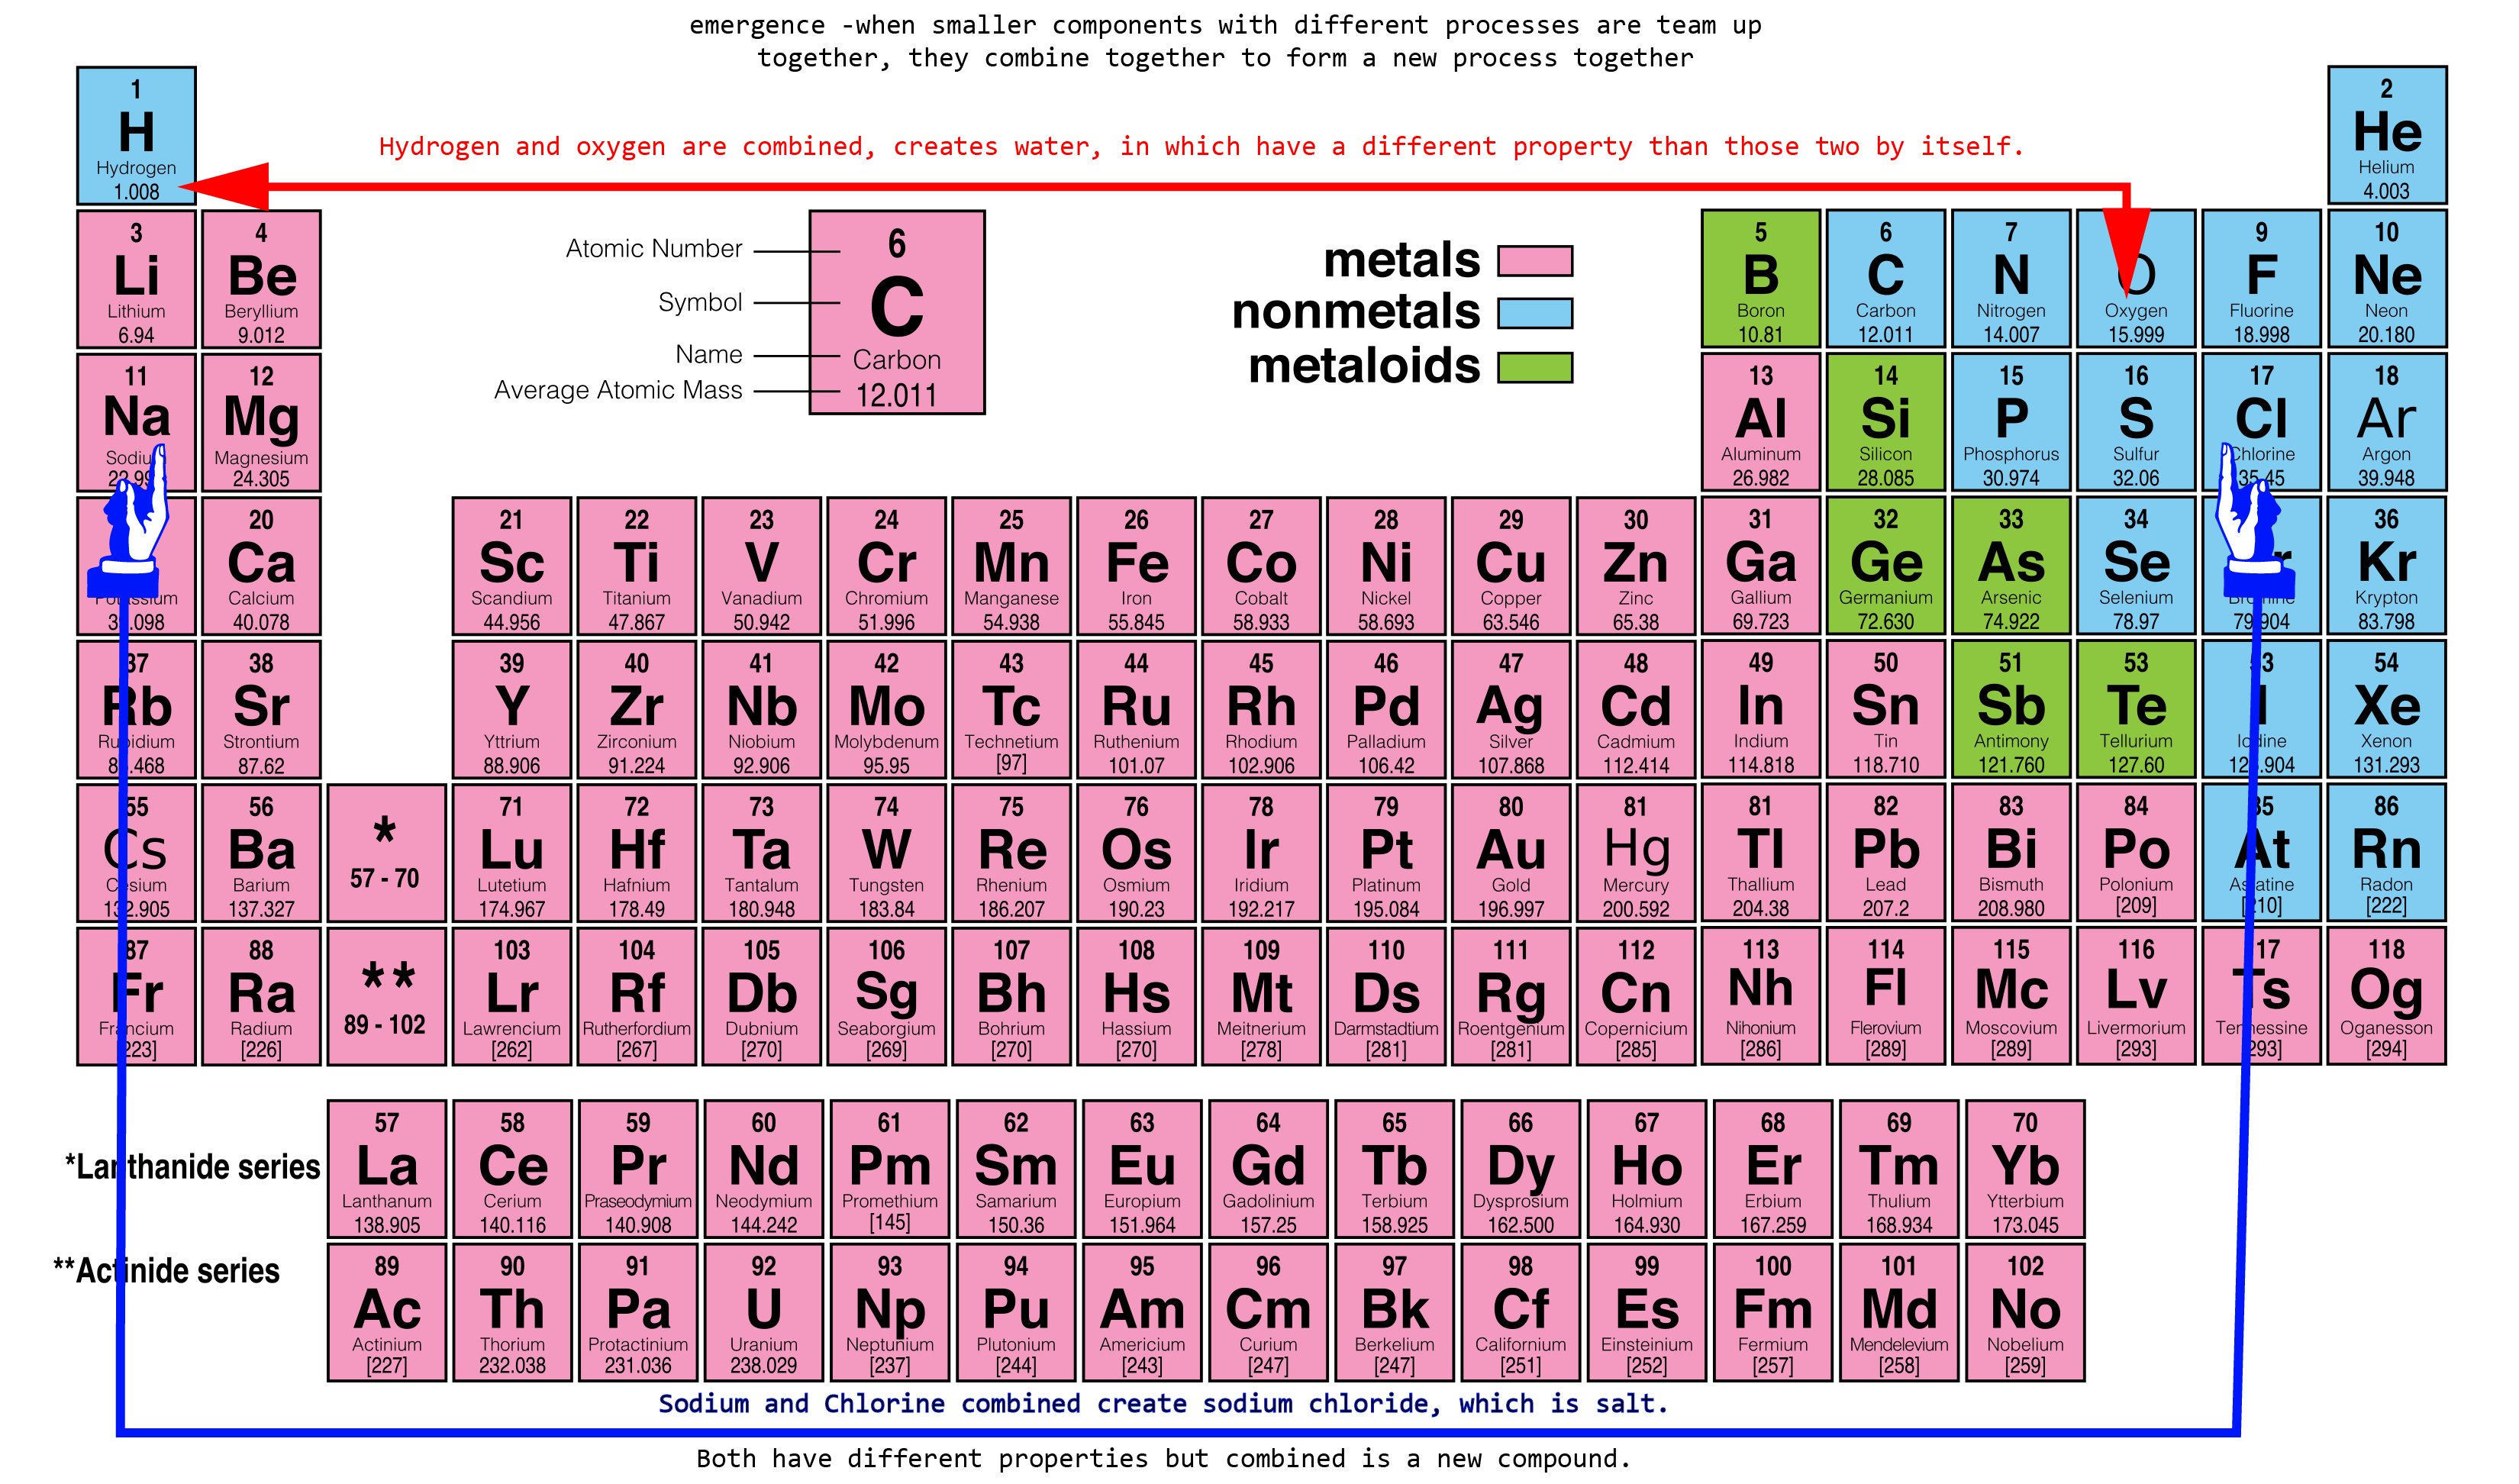 emergence -when smaller components with different processes are team up
together, they combine together to form a new process together
1 2
H He
Hydrogen Helium
1.008 4.003
Hydrogen and oxygen are combined, creates water, in which have a different property than those two by itself.
3 4 5 6 7 9 10
Li Be B C N O F Ne
Lithium Beryllium Boron Carbon Nitrogen Oxygen Fluorine Neon
6.94 9.012 10.81 12.011 14.007 15.999 18.998 20.180
Atomic Number 6
Symbol C
Name Carbon
Average Atomic Mass 12.011
metals
nonmetals
metaloids
11 12 13 14 15 16 17 18
Na Mg Al Si P S Cl Ar
Sodium Magnesium Aluminum Silicon Phosphorus Sulfur Chlorine Argon
24.305 26.982 28.085 30.974 32.06 35.45 39.948
20 21 22 23 24 25 26 27 28 29 30 31 32 33 34 36
Ca Sc Ti V Cr Mn Fe Co Ni Cu Zn Ga Ge As Se Kr
Potassium Calcium Scandium Titanium Vanadium Chromium Manganese Iron Cobalt Nickel Copper Zinc Gallium Germanium Arsenic Selenium Bromine Krypton
39.098 40.078 44.956 47.867 50.942 51.996 54.938 55.845 58.933 58.693 63.546 65.38 69.723 72.630 74.922 78.97 79.904 83.798
37 38 39 40 41 42 43 44 45 46 47 48 49 50 51 53 53 54
Rb Sr Y Zr Nb Mo Tc Ru Rh Pd Ag Cd In Sn Sb Te I Xe
Rubidium Strontium Yttrium Zirconium Niobium Molybdenum Technetium Ruthenium Rhodium Palladium Silver Cadmium Indium Tin Antimony Tellurium Iodine Xenon
87.62 88.906 91.224 92.906 95.95 [97] 101.07 102.906 106.42 107.868 112.414 114.818 118.710 121.760 127.60 131.293
55 56 * 71 72 73 74 75 76 78 79 80 81 81 82 83 84 85 86
Cs Ba 57 - 70 Lu Hf Ta W Re Os Ir Pt Au Hg Tl Pb Bi Po At Rn
Cesium Barium Lutetium Hafnium Tantalum Tungsten Rhenium Osmium Iridium Platinum Gold Mercury Thallium Lead Bismuth Polonium Astatine Radon
132.905 137.327 174.967 178.49 180.948 183.84 186.207 190.23 192.217 195.084 196.997 200.592 204.38 207.2 208.980 [209] [210] [222]
87 88 ** 103 104 105 106 107 108 109 110 111 112 113 114 115 116 117 118
Fr Ra 89 - 102 Lr Rf Db Sg Bh Hs Mt Ds Rg Cn Nh Fl Mc Lv Ts Og
Francium Radium Lawrencium Rutherfordium Dubnium Seaborgium Bohrium Hassium Meitnerium Darmstadtium Roentgenium Copernicium Nihonium Flerovium Moscovium Livermorium Tennessine Oganesson
[223] [226] [262] [267] [270] [269] [270] [270] [278] [281] [281] [285] [286] [289] [289] [293] [293] [294]
*Lanthanide series
57 58 59 60 61 62 63 64 65 66 67 68 69 70
La Ce Pr Nd Pm Sm Eu Gd Tb Dy Ho Er Tm Yb
Lanthanum Cerium Praseodymium Neodymium Promethium Samarium Europium Gadolinium Terbium Dysprosium Holmium Erbium Thulium Ytterbium
138.905 140.116 140.908 144.242 [145] 150.36 151.964 157.25 158.925 162.500 164.930 167.259 168.934 173.045
**Actinide series
89 90 91 92 93 94 95 96 97 98 99 100 101 102
Ac Th Pa U Np Pu Am Cm Bk Cf Es Fm Md No
Actinium Thorium Protactinium Uranium Neptunium Plutonium Americium Curium Berkelium Californium Einsteinium Fermium Mendelevium Nobelium
[227] 232.038 231.036 238.029 [237] [244] [243] [247] [247] [251] [252] [257] [258] [259]
Sodium and Chlorine combined create sodium chloride, which is salt.
Both have different properties but combined is a new compound.